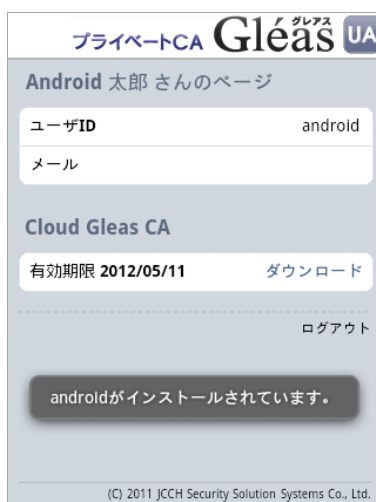 プライベートCA Gléas グレアス UA
Android 太郎 さんのページ
ユーザID android
メール
Cloud Gleas CA
有効期限 2012/05/11 ダウンロード
ログアウト
androidがインストールされています。
(C) 2011 JCCH Security Solution Systems Co., Ltd.